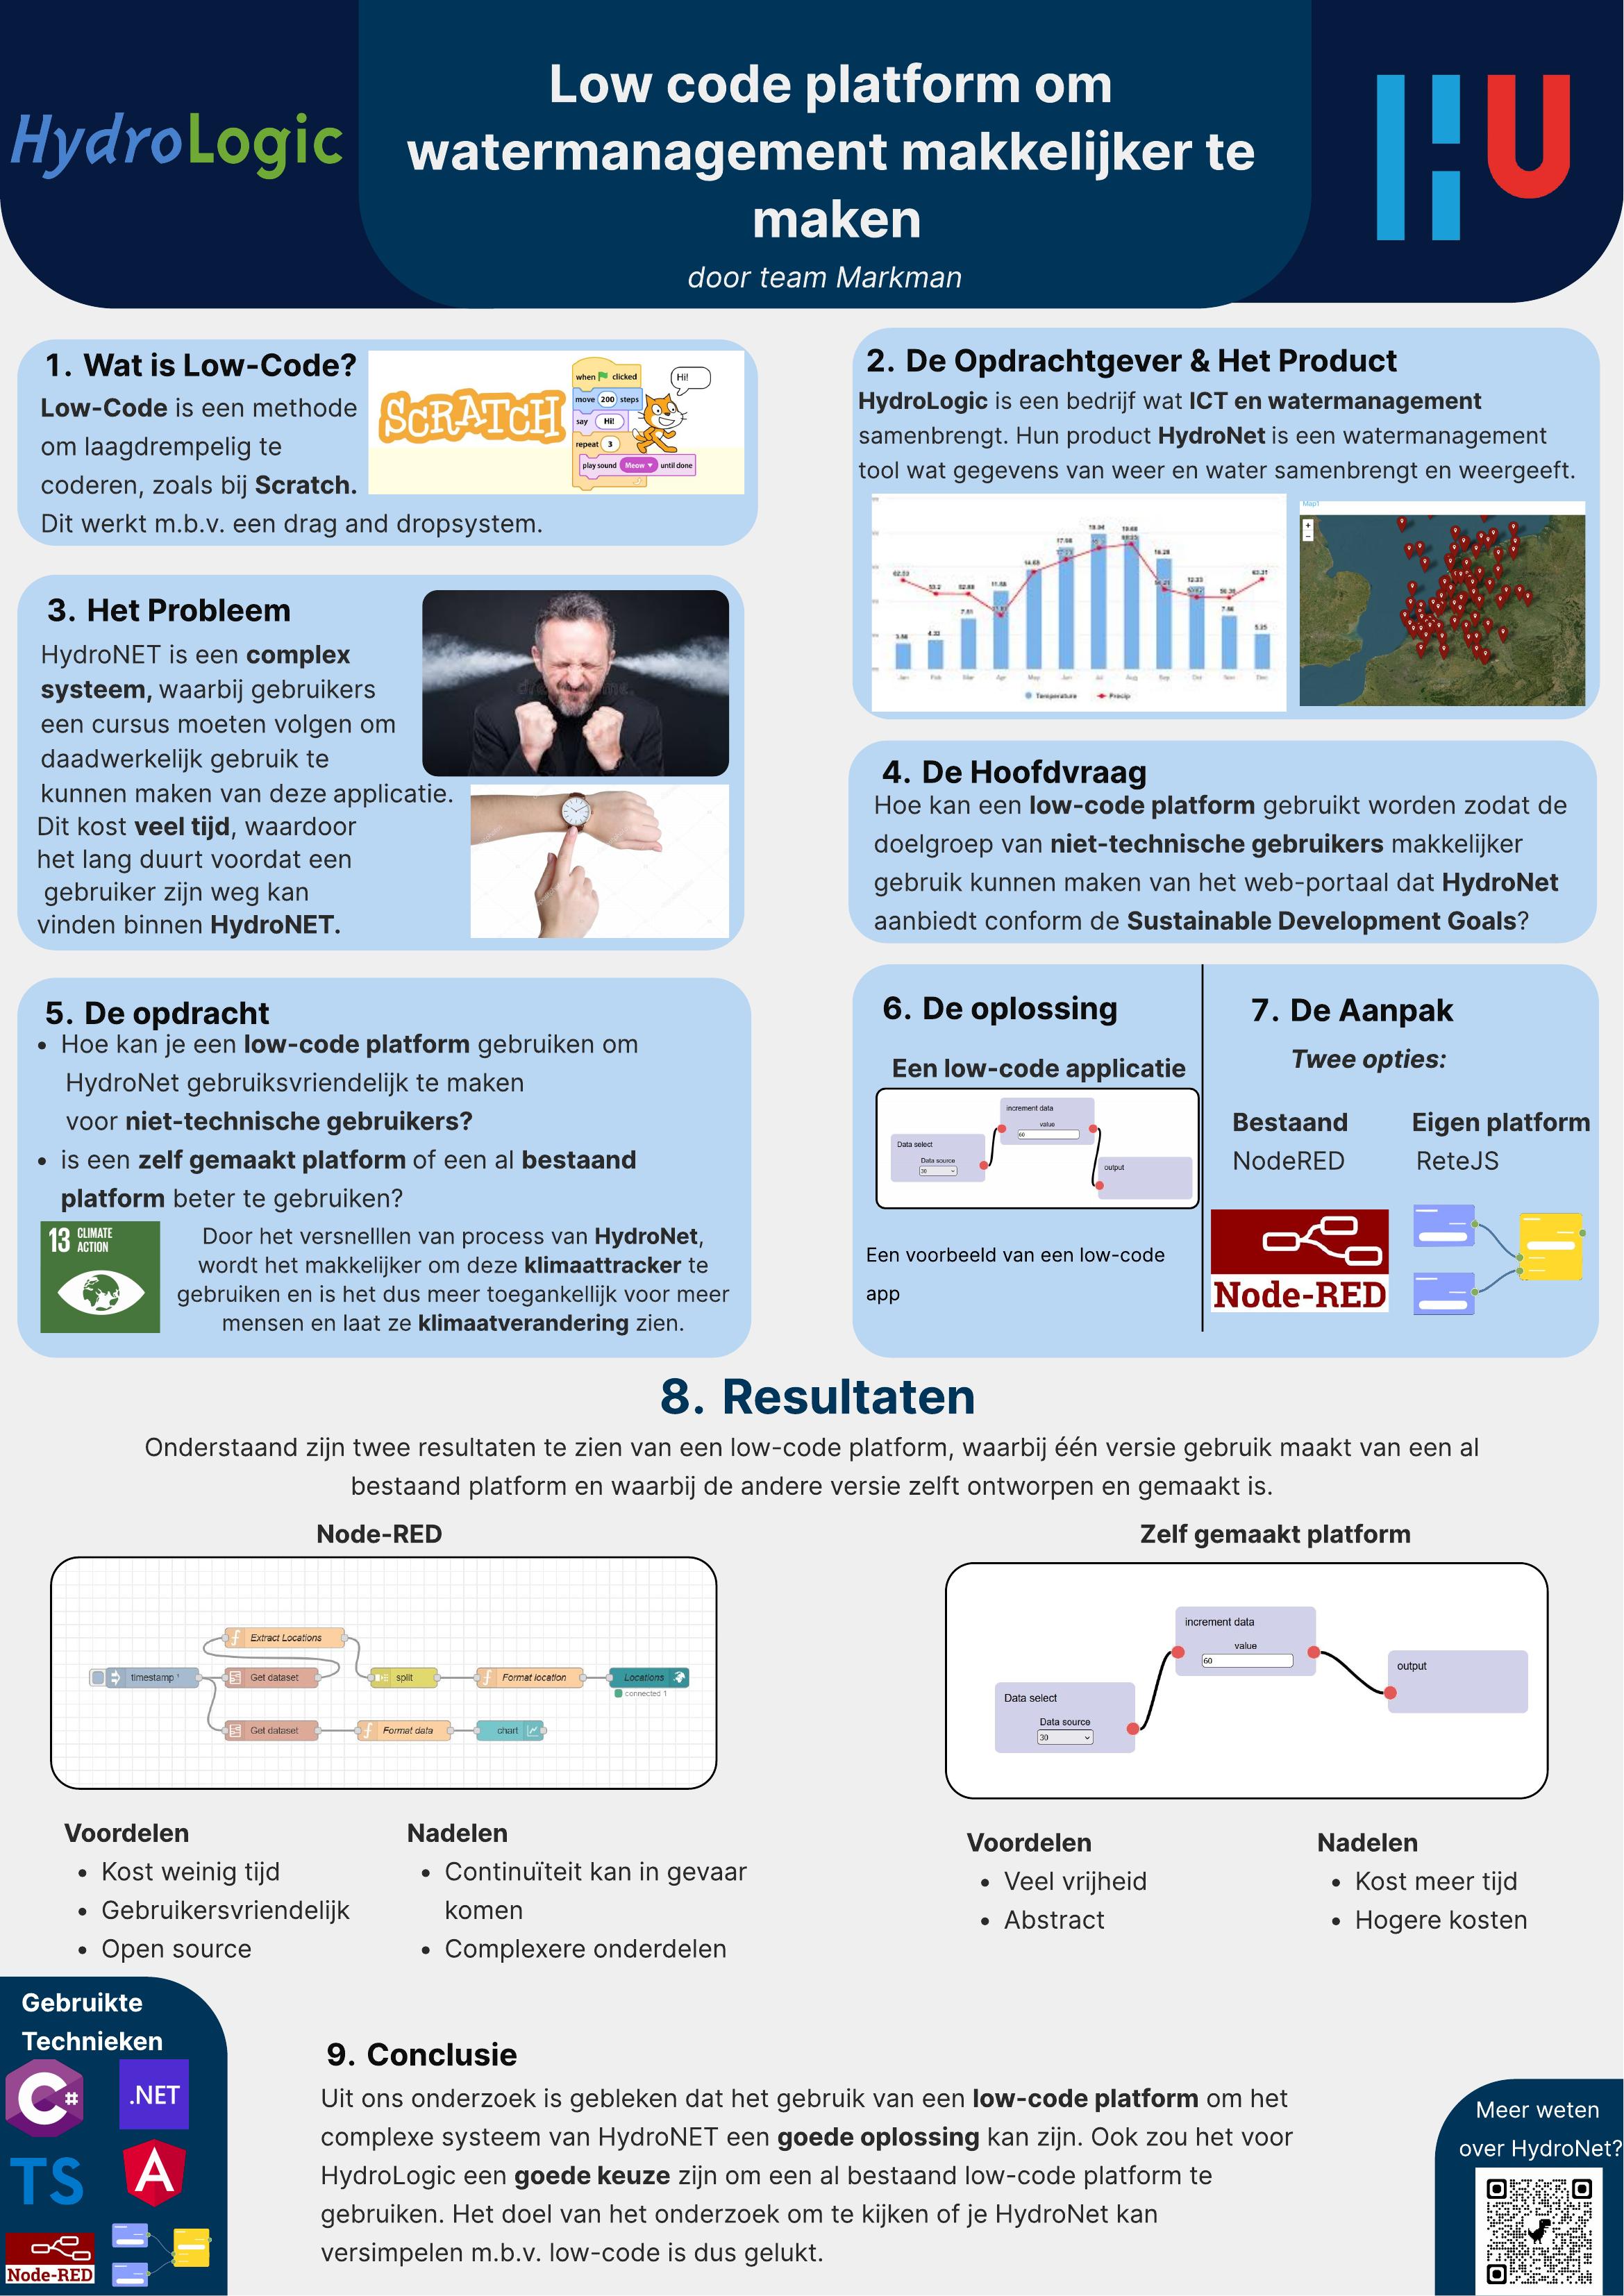 HydroLogic
Low code platform om
watermanagement makkelijker te
maken
door team Markman
HU
1. Wat is Low-Code?
Low-Code is een methode
om laagdrempelig te
coderen, zoals bij Scratch.
Dit werkt m.b.v. een drag and dropsystem.
SCRATCH
when clicked
move 200 steps
say Hi!
repeat 3
play sound Meow until done
Hi!
2. De Opdrachtgever & Het Product
HydroLogic is een bedrijf wat ICT en watermanagement
samenbrengt. Hun product HydroNet is een watermanagement
tool wat gegevens van weer en water samenbrengt en weergeeft.
Temperature Precip
Map1
3. Het Probleem
HydroNET is een complex
systeem, waarbij gebruikers
een cursus moeten volgen om
daadwerkelijk gebruik te
kunnen maken van deze applicatie.
Dit kost veel tijd, waardoor
het lang duurt voordat een
gebruiker zijn weg kan
vinden binnen HydroNET.
4. De Hoofdvraag
Hoe kan een low-code platform gebruikt worden zodat de
doelgroep van niet-technische gebruikers makkelijker
gebruik kunnen maken van het web-portaal dat HydroNet
aanbiedt conform de Sustainable Development Goals?
5. De opdracht
• Hoe kan je een low-code platform gebruiken om
HydroNet gebruiksvriendelijk te maken
voor niet-technische gebruikers?
• is een zelf gemaakt platform of een al bestaand
platform beter te gebruiken?
13 CLIMATE
ACTION
Door het versnelllen van process van HydroNet,
wordt het makkelijker om deze klimaattracker te
gebruiken en is het dus meer toegankellijk voor meer
mensen en laat ze klimaatverandering zien.
6. De oplossing
Een low-code applicatie
increment data
value
60
Data select
Data source
30
output
Een voorbeeld van een low-code
app
7. De Aanpak
Twee opties:
Bestaand Eigen platform
NodeRED ReteJS
Node-RED
8. Resultaten
Onderstaand zijn twee resultaten te zien van een low-code platform, waarbij één versie gebruik maakt van een al
bestaand platform en waarbij de andere versie zelft ontworpen en gemaakt is.
Node-RED
Extract Locations
timestamp ¹ Get dataset split Format location Locations
connected 1
Get dataset Format data chart
Zelf gemaakt platform
increment data
value
60
output
Data select
Data source
30
Voordelen
• Kost weinig tijd
• Gebruikersvriendelijk
• Open source
Nadelen
• Continuïteit kan in gevaar
komen
• Complexere onderdelen
Voordelen
• Veel vrijheid
• Abstract
Nadelen
• Kost meer tijd
• Hogere kosten
Gebruikte
Technieken
C#
.NET
TS
A
Node-RED
9. Conclusie
Uit ons onderzoek is gebleken dat het gebruik van een low-code platform om het
complexe systeem van HydroNET een goede oplossing kan zijn. Ook zou het voor
HydroLogic een goede keuze zijn om een al bestaand low-code platform te
gebruiken. Het doel van het onderzoek om te kijken of je HydroNet kan
versimpelen m.b.v. low-code is dus gelukt.
Meer weten
over HydroNet?